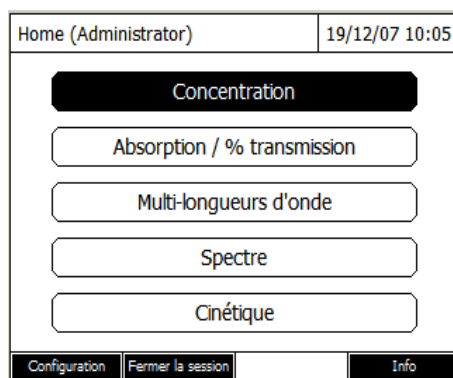 Home (Administrator) 19/12/07 10:05
Concentration
Absorption / % transmission
Multi-longueurs d'onde
Spectre
Cinétique
Configuration Fermer la session Info